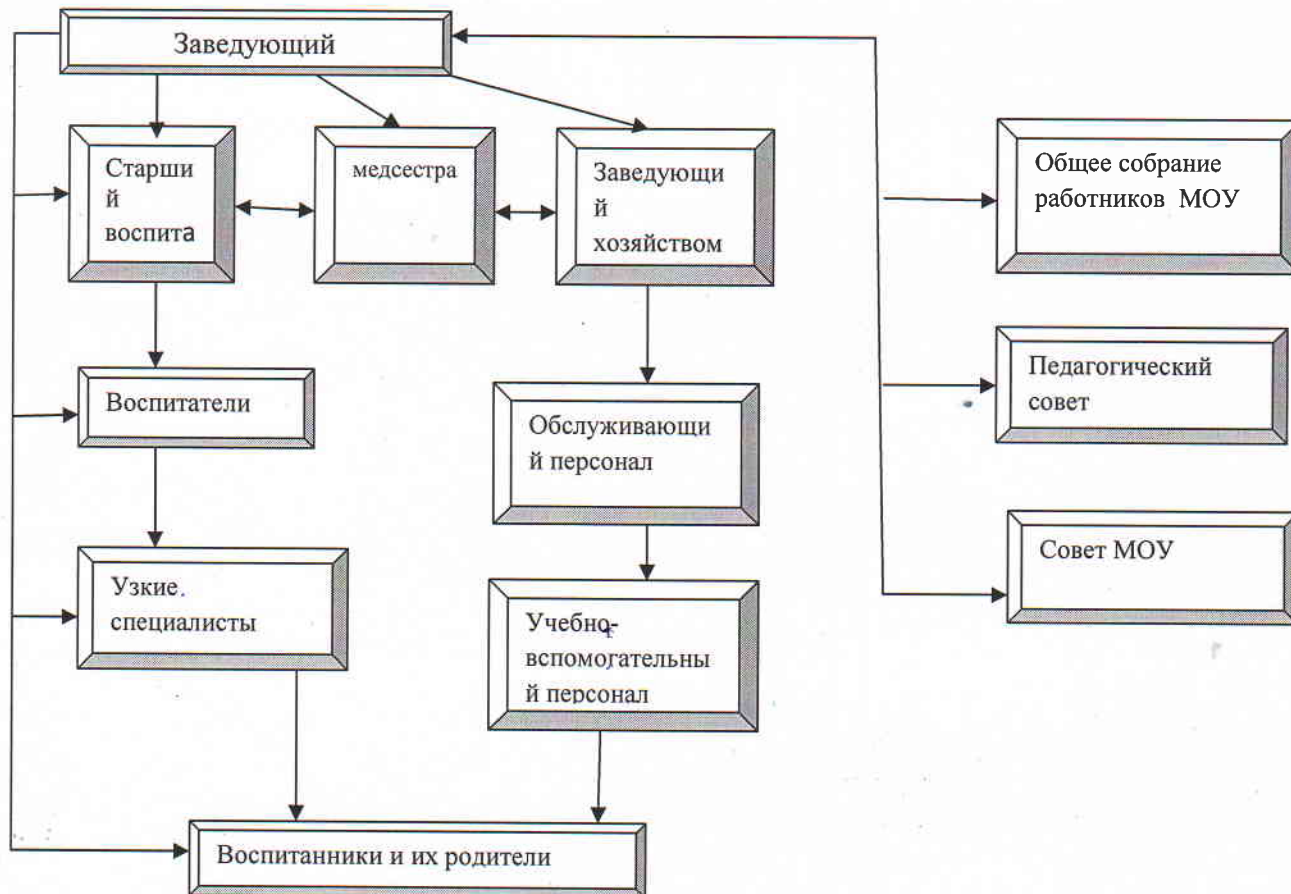 Заведующий
Старши
й
воспита
медсестра
Заведующи
й
хозяйством
Общее собрание
работников МОУ
Воспитатели
Обслуживающи
й персонал
Педагогический
совет
Узкие
специалисты
Учебно-
вспомогательны
й персонал
Совет МОУ
Воспитанники и их родители